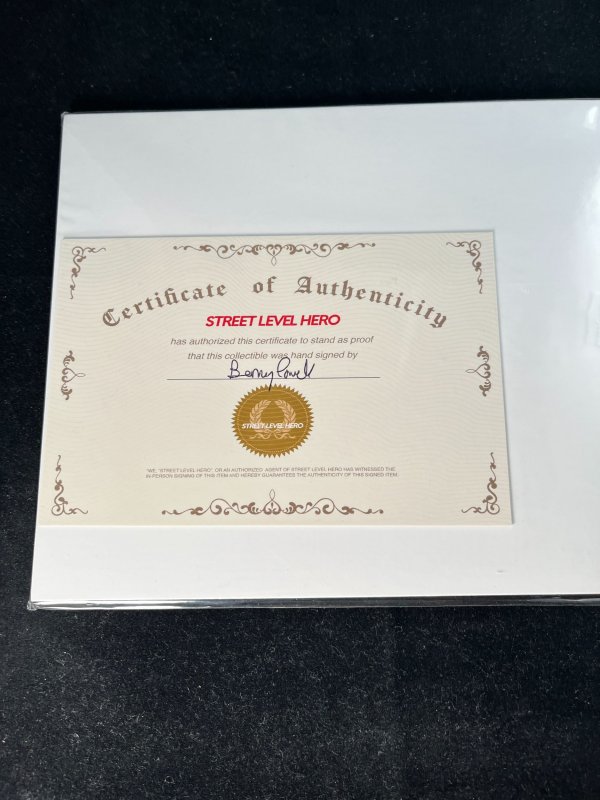 Certificate of Authenticity
STREET LEVEL HERO
has authorized this certificate to stand as proof
that this collectible was hand signed by
Benny Powell
STREET LEVEL HERO
"WE, "STREET LEVEL HERO", OR AN AUTHORIZED AGENT OF STREET LEVEL HERO HAS WITNESSED THE
IN-PERSON SIGNING OF THIS ITEM AND HEREBY GUARANTEES THE AUTHENTICITY OF THIS SIGNED ITEM.